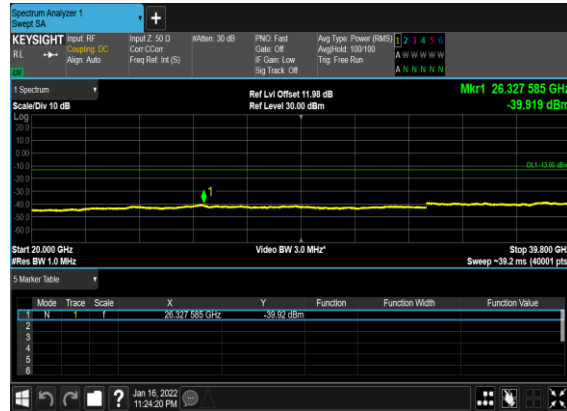 Spectrum Analyzer 1
Swept SA
KEYSIGHT Input: RF Input Z: 50 Ω #Atten: 30 dB PNO: Fast Avg Type: Power (RMS) 1 2 3 4 5 6
RL Coupling: DC Corr CCorr Gate: Off Avg|Hold: 100/100 A W W W W W
Align: Auto Freq Ref: Int (S) IF Gain: Low Trig: Free Run
Sig Track: Off A N N N N N
1 Spectrum Ref Lvl Offset 11.98 dB Mkr1 26.327 585 GHz
Scale/Div 10 dB Ref Level 30.00 dBm -39.919 dBm
Log
20.0
10.0
0.00
-10.0
DL1 -13.00 dBm
-20.0
-30.0
1
-40.0
-50.0
-60.0
Start 20.000 GHz Video BW 3.0 MHz* Stop 39.800 GHz
#Res BW 1.0 MHz Sweep ~39.2 ms (40001 pts
5 Marker Table
Mode Trace Scale X Y Function Function Width Function Value
1 N 1 f 26.327 585 GHz -39.92 dBm
2
3
4
5
6
? Jan 16, 2022
11:24:20 PM